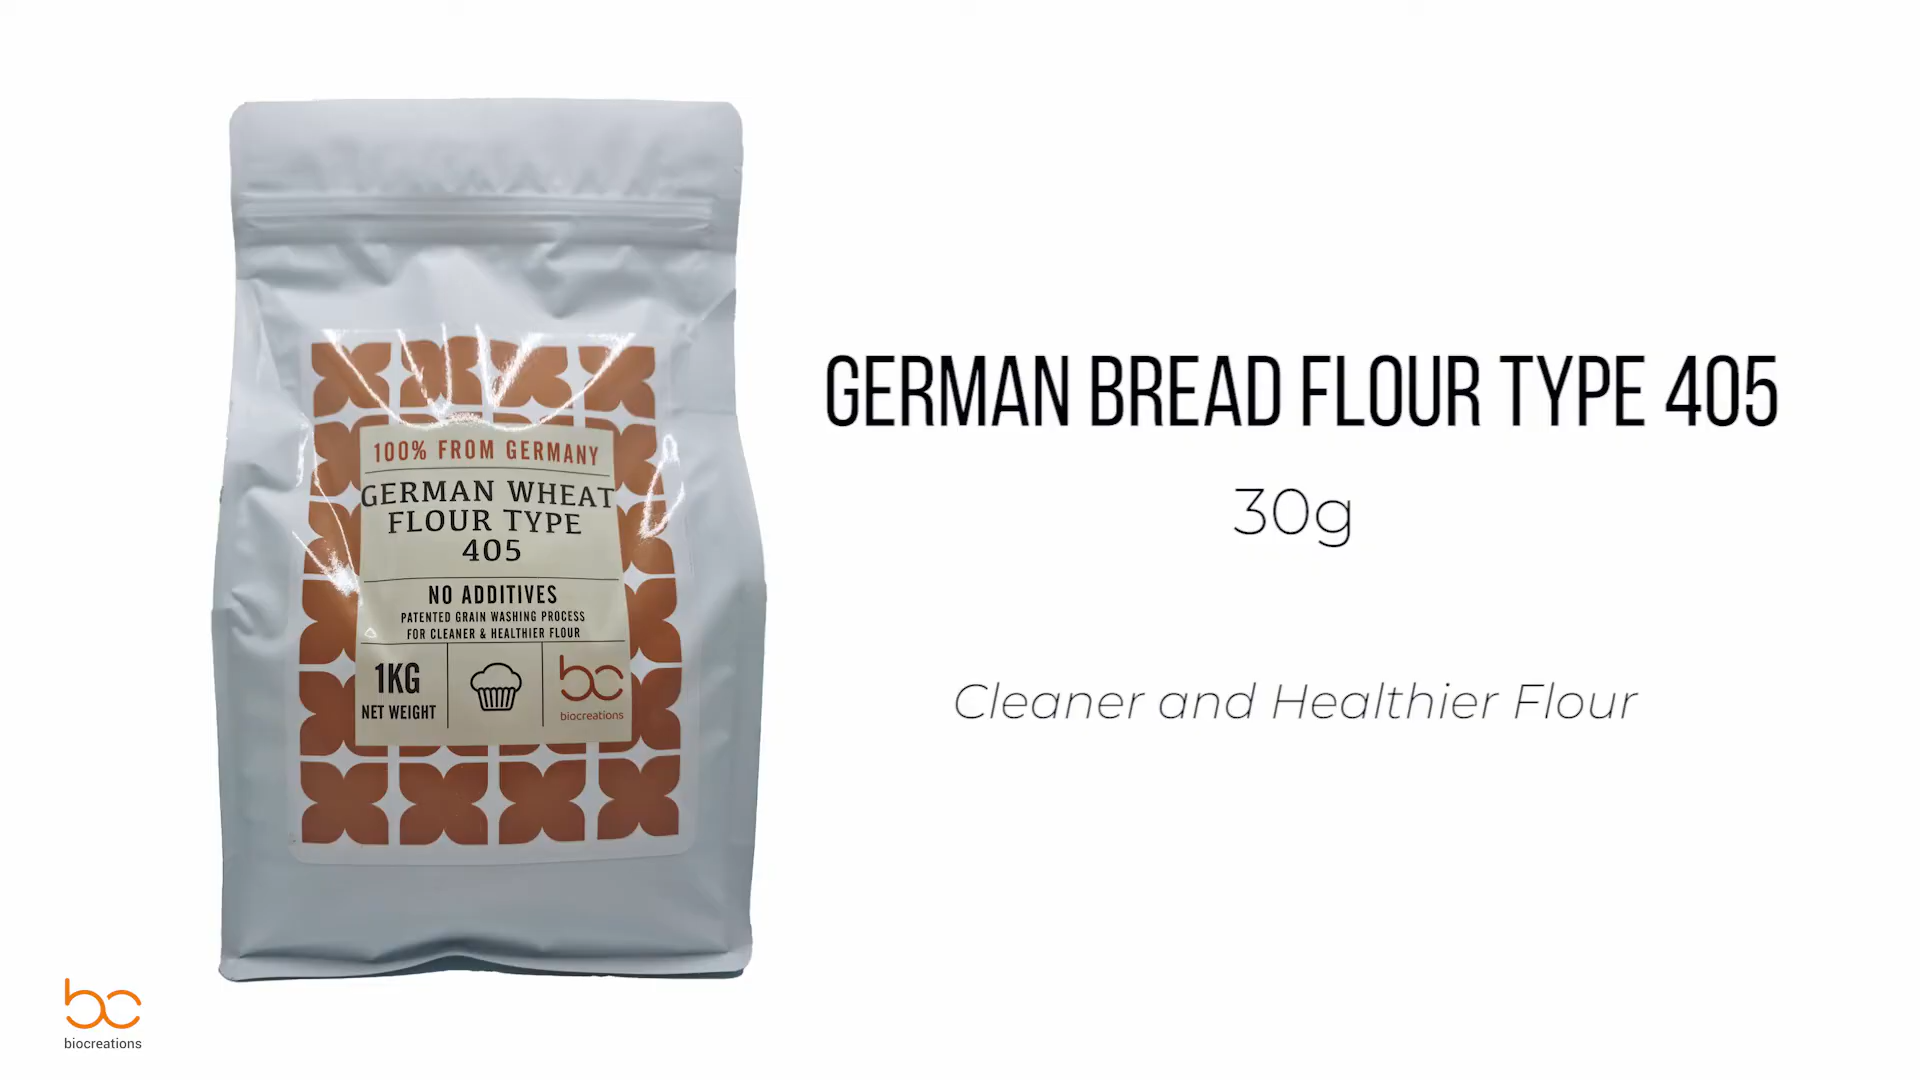 100% FROM GERMANY
GERMAN WHEAT
FLOUR TYPE
405
NO ADDITIVES
PATENTED GRAIN WASHING PROCESS
FOR CLEANER & HEALTHIER FLOUR
1KG
NET WEIGHT
bc
biocreations
GERMAN BREAD FLOUR TYPE 405
30g
Cleaner and Healthier Flour
bc
biocreations